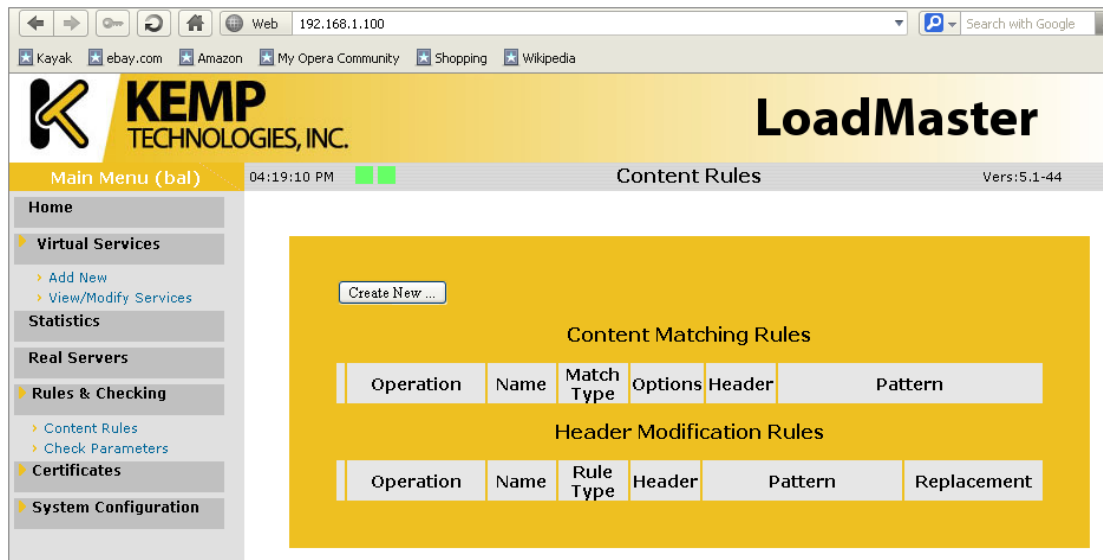 Web 192.168.1.100 Search with Google
Kayak ebay.com Amazon My Opera Community Shopping Wikipedia
KEMP
TECHNOLOGIES, INC.
LoadMaster
Main Menu (bal) 04:19:10 PM Content Rules Vers:5.1-44
Home
Virtual Services
Add New
View/Modify Services
Statistics
Real Servers
Rules & Checking
Content Rules
Check Parameters
Certificates
System Configuration
Create New ...
Content Matching Rules
Operation Name Match Type Options Header Pattern
Header Modification Rules
Operation Name Rule Type Header Pattern Replacement